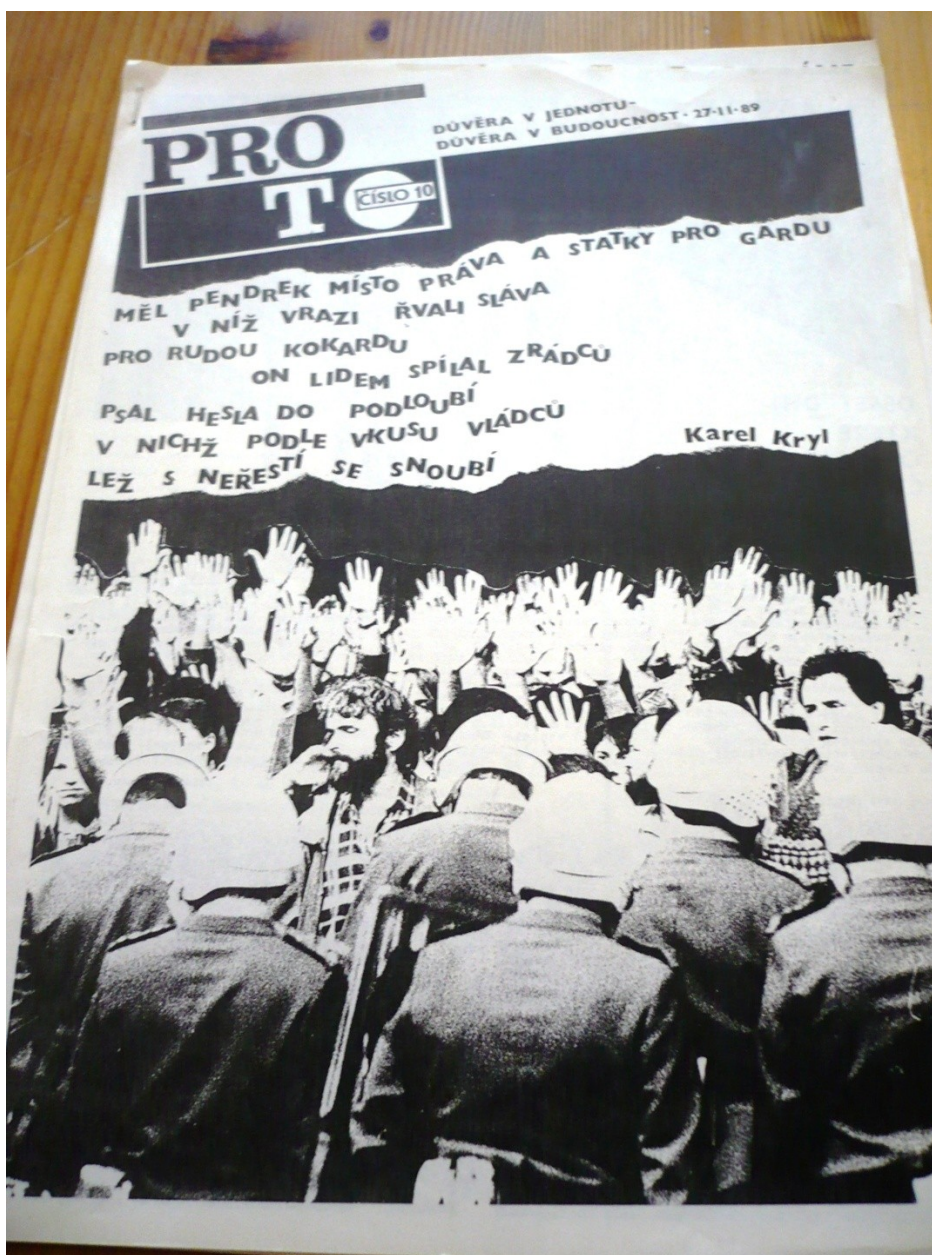 PRO
TO
ČÍSLO 10
DŮVĚRA V JEDNOTU-
DŮVĚRA V BUDOUCNOST · 27·11·89
MĚL PENDREK MÍSTO PRÁVA A STATKY PRO GARDU
V NÍŽ VRAZI ŘVALI SLÁVA
PRO RUDOU KOKARDU
ON LIDEM SPÍLAL ZRÁDCŮ
PSAL HESLA DO PODLOUBÍ
V NICHŽ PODLE VKUSU VLÁDCŮ
LEŽ S NEŘESTÍ SE SNOUBÍ
Karel Kryl